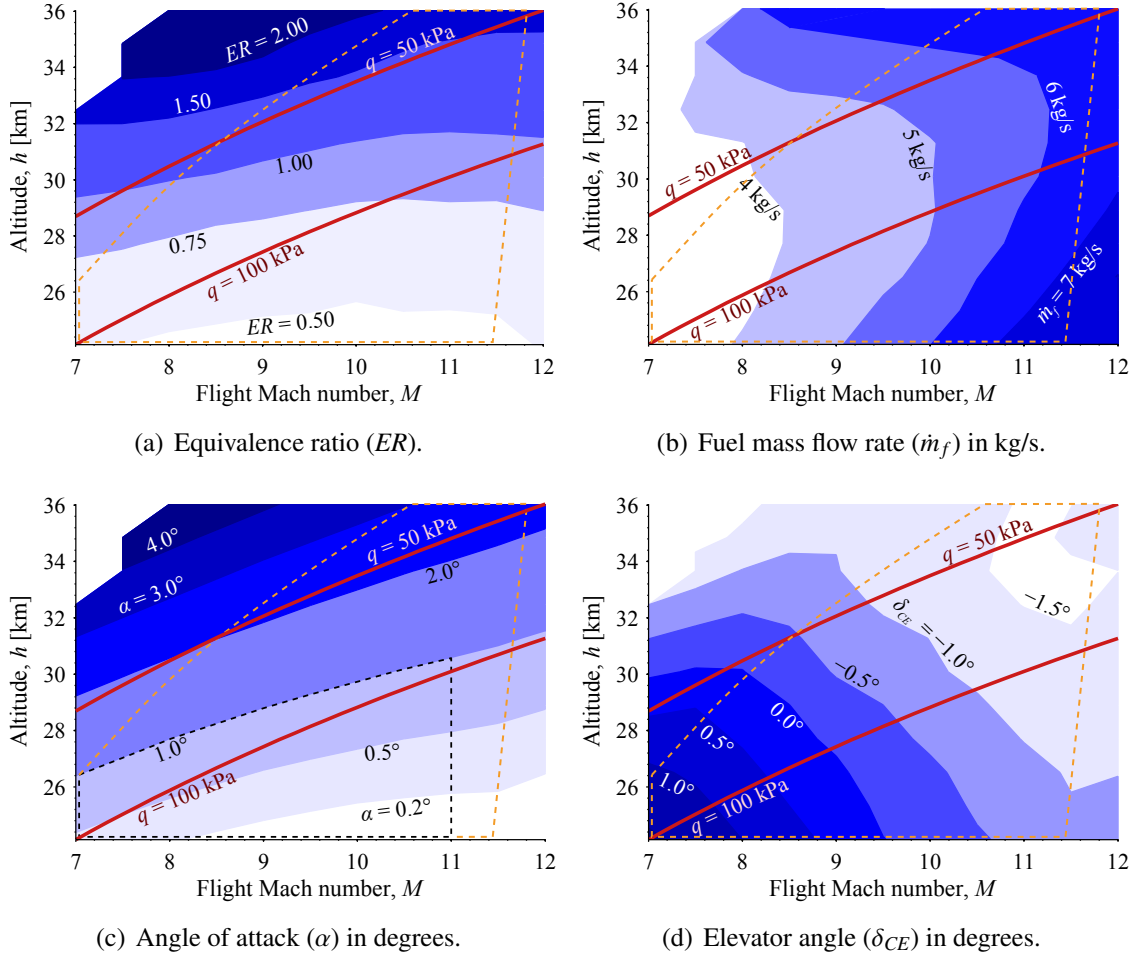 36
34
32
30
28
26
Altitude, h [km]
ER = 2.00
q = 50 kPa
1.50
1.00
0.75
q = 100 kPa
ER = 0.50
7 8 9 10 11 12
Flight Mach number, M
(a) Equivalence ratio (ER).
36
34
32
30
28
26
Altitude, h [km]
6 kg/s
5 kg/s
q = 50 kPa
4 kg/s
ṁf = 7 kg/s
q = 100 kPa
7 8 9 10 11 12
Flight Mach number, M
(b) Fuel mass flow rate (ṁf) in kg/s.
36
34
32
30
28
26
Altitude, h [km]
4.0°
q = 50 kPa
α = 3.0°
2.0°
1.0°
0.5°
q = 100 kPa
α = 0.2°
7 8 9 10 11 12
Flight Mach number, M
(c) Angle of attack (α) in degrees.
36
34
32
30
28
26
Altitude, h [km]
q = 50 kPa
−1.5°
δCE = −1.0°
−0.5°
0.0°
0.5°
1.0°
q = 100 kPa
7 8 9 10 11 12
Flight Mach number, M
(d) Elevator angle (δCE) in degrees.